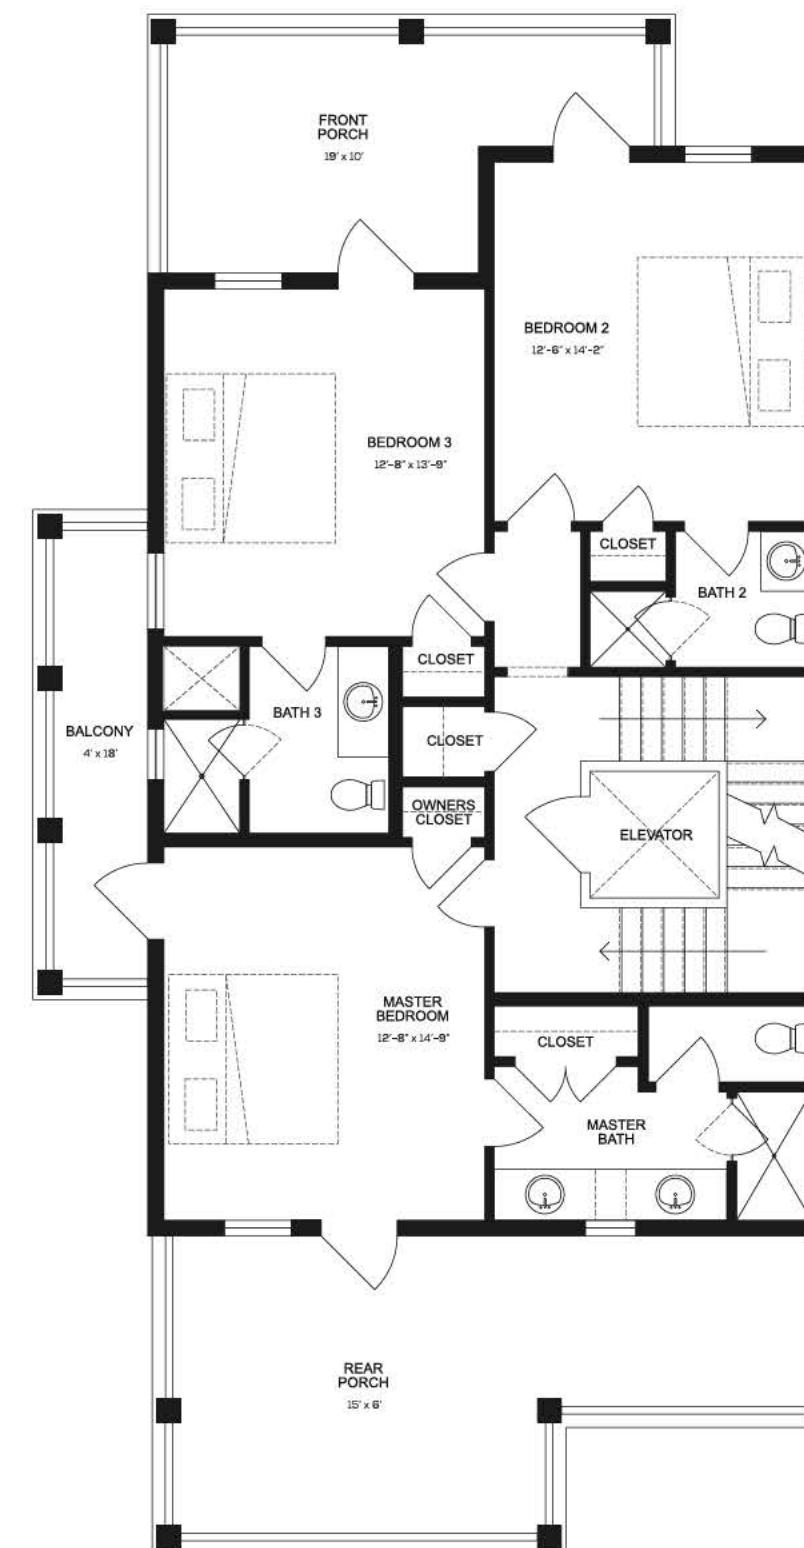 FRONT
PORCH
19' x 10'
BEDROOM 2
12'-6" x 14'-2"
BEDROOM 3
12'-8" x 13'-9"
CLOSET
BATH 2
CLOSET
BATH 3
BALCONY
4' x 18'
CLOSET
OWNERS
CLOSET
ELEVATOR
MASTER
BEDROOM
12'-8" x 14'-9"
CLOSET
MASTER
BATH
REAR
PORCH
15' x 6'